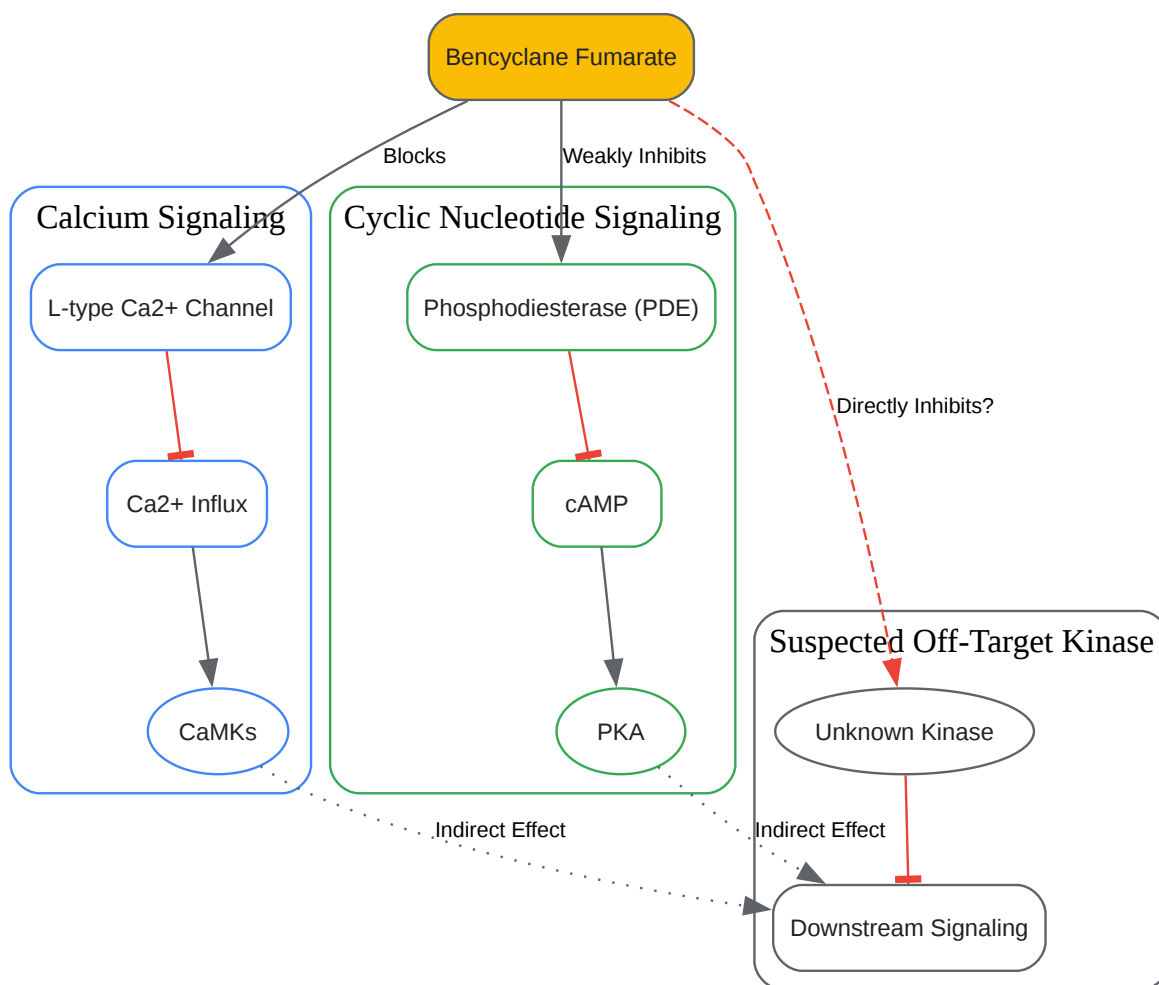 Bencyclane Fumarate
Blocks
Weakly Inhibits
Calcium Signaling
Cyclic Nucleotide Signaling
L-type Ca2+ Channel
Phosphodiesterase (PDE)
Directly Inhibits?
Ca2+ Influx
cAMP
Suspected Off-Target Kinase
CaMKs
PKA
Unknown Kinase
Indirect Effect
Indirect Effect
Downstream Signaling